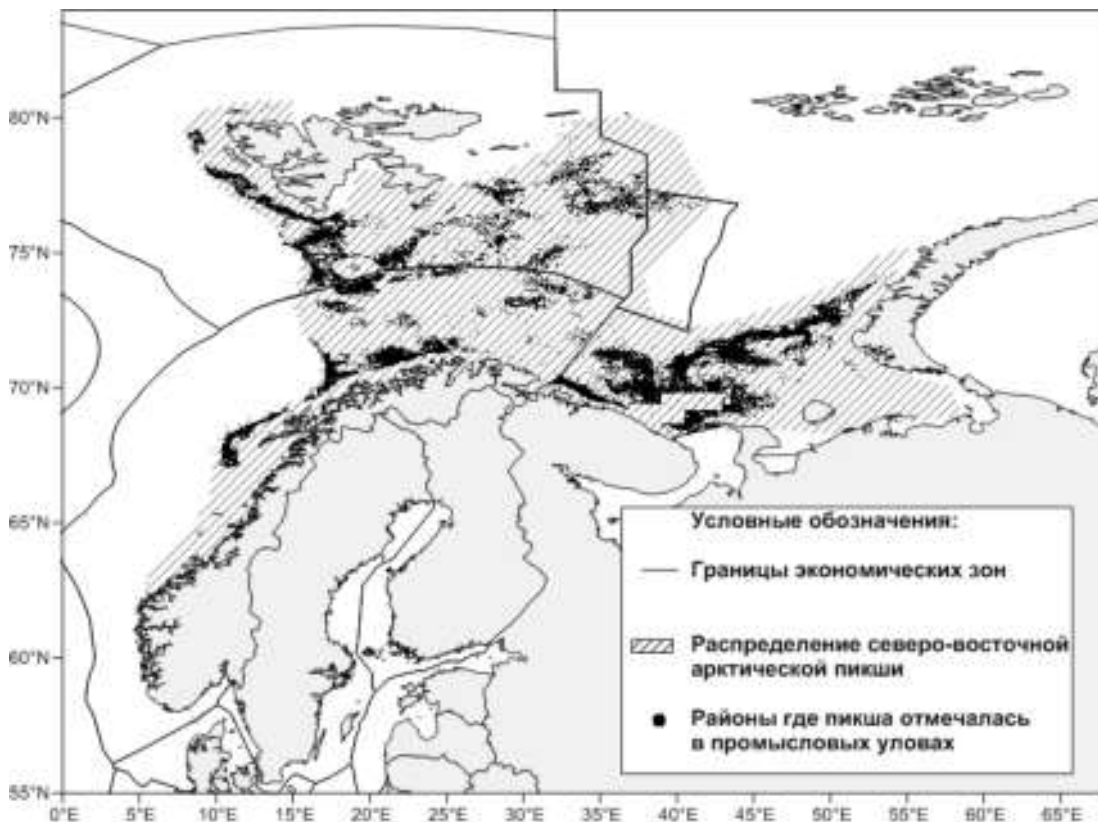 80°N
75°N
70°N
65°N
60°N
55°N
Условные обозначения:
Границы экономических зон
Распределение северо-восточной
арктической пикши
Районы где пикша отмечалась
в промысловых уловах
0°E 5°E 10°E 15°E 20°E 25°E 30°E 35°E 40°E 45°E 50°E 55°E 60°E 65°E